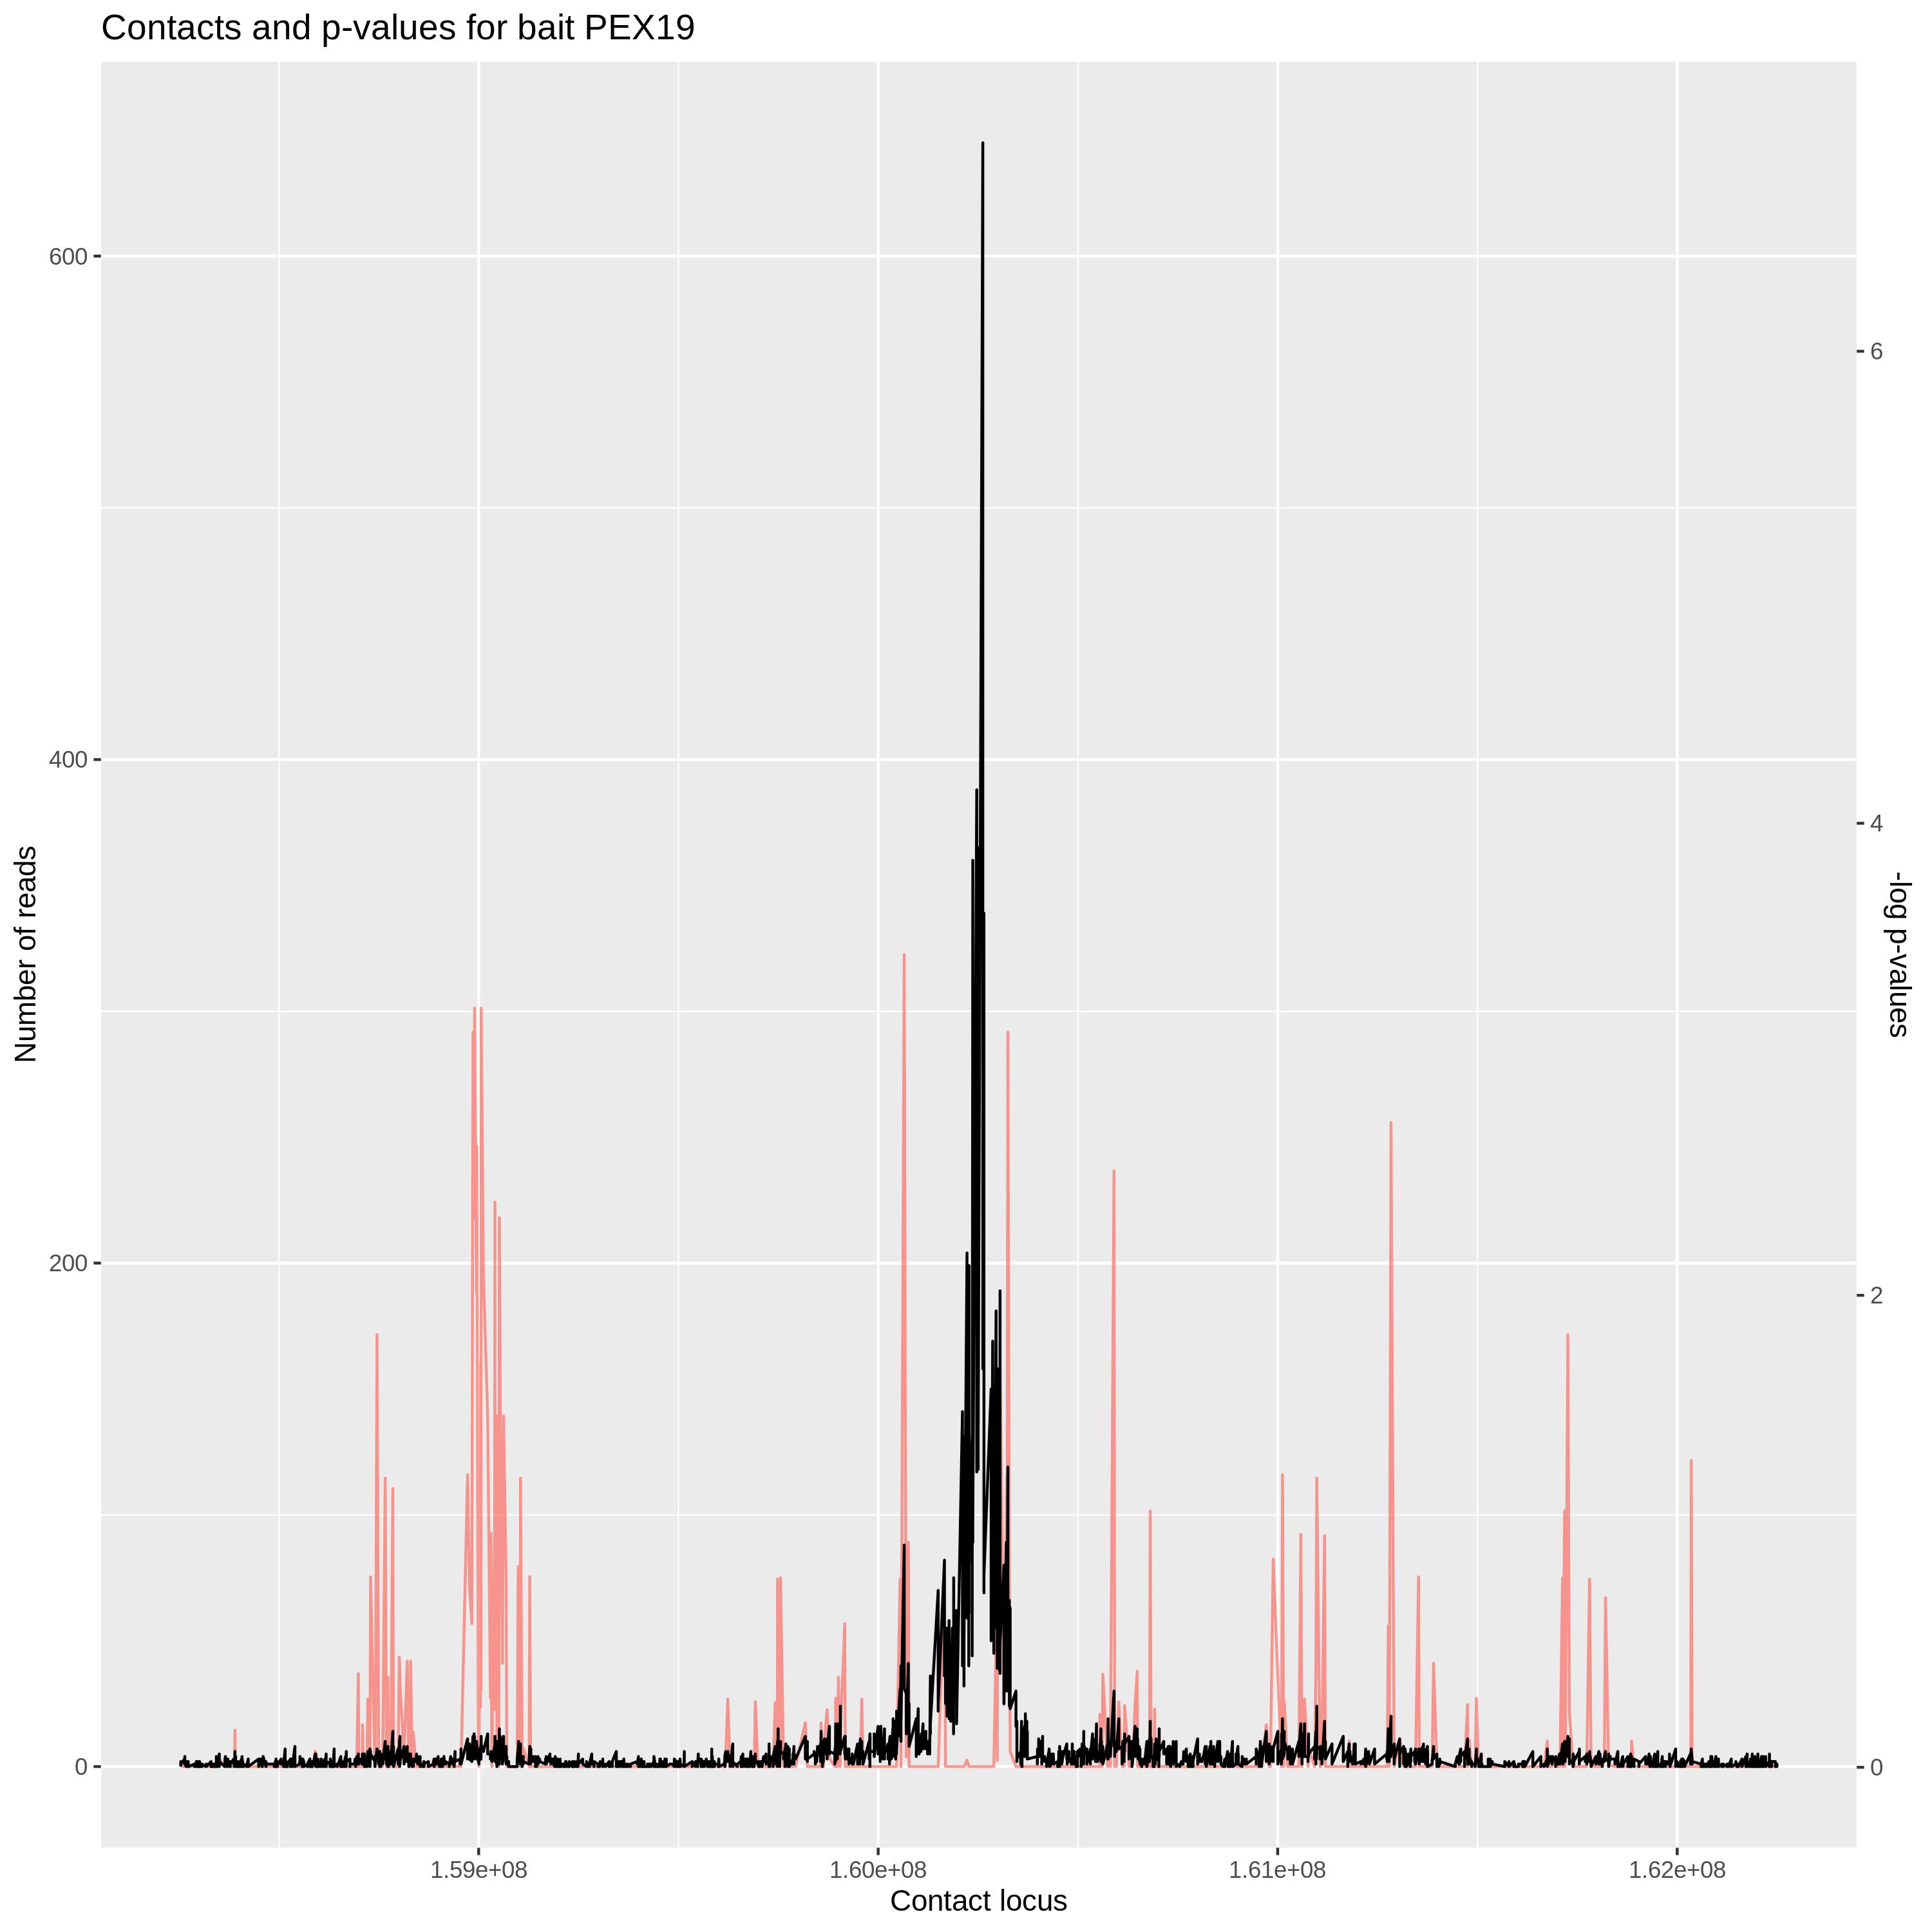 Contacts and p-values for bait PEX19
600
400
200
0
Number of reads
6
4
2
0
-log p-values
1.59e+08
1.60e+08
1.61e+08
1.62e+08
Contact locus